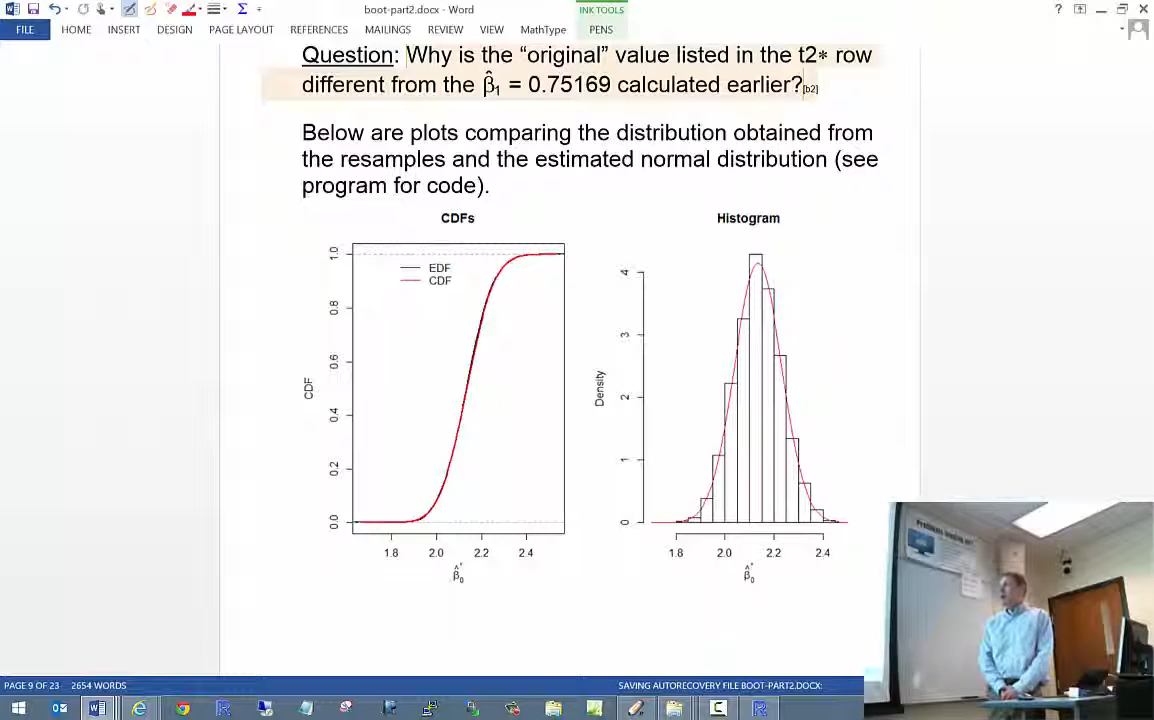 boot-part2.docx - Word
INK TOOLS
FILE HOME INSERT DESIGN PAGE LAYOUT REFERENCES MAILINGS REVIEW VIEW MathType PENS
Question: Why is the “original” value listed in the t2∗ row
different from the β̂₁ = 0.75169 calculated earlier?[b2]
Below are plots comparing the distribution obtained from
the resamples and the estimated normal distribution (see
program for code).
CDFs
Histogram
EDF
CDF
CDF
0.0 0.2 0.4 0.6 0.8 1.0
1.8 2.0 2.2 2.4
β̂₀*
Density
0 1 2 3 4
1.8 2.0 2.2 2.4
β̂₀*
PAGE 9 OF 23 2654 WORDS SAVING AUTORECOVERY FILE BOOT-PART2.DOCX: